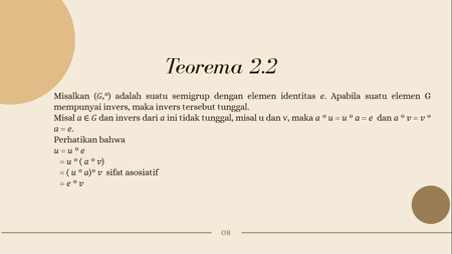 Teorema 2.2
Misalkan (G,°) adalah suatu semigrup dengan elemen identitas e. Apabila suatu elemen G
mempunyai invers, maka invers tersebut tunggal.
Misal a ∈ G dan invers dari a ini tidak tunggal, misal u dan v, maka a ° u = u ° a = e dan a ° v = v °
a = e.
Perhatikan bahwa
u = u ° e
= u ° ( a ° v)
= ( u ° a)° v sifat asosiatif
= e ° v
08